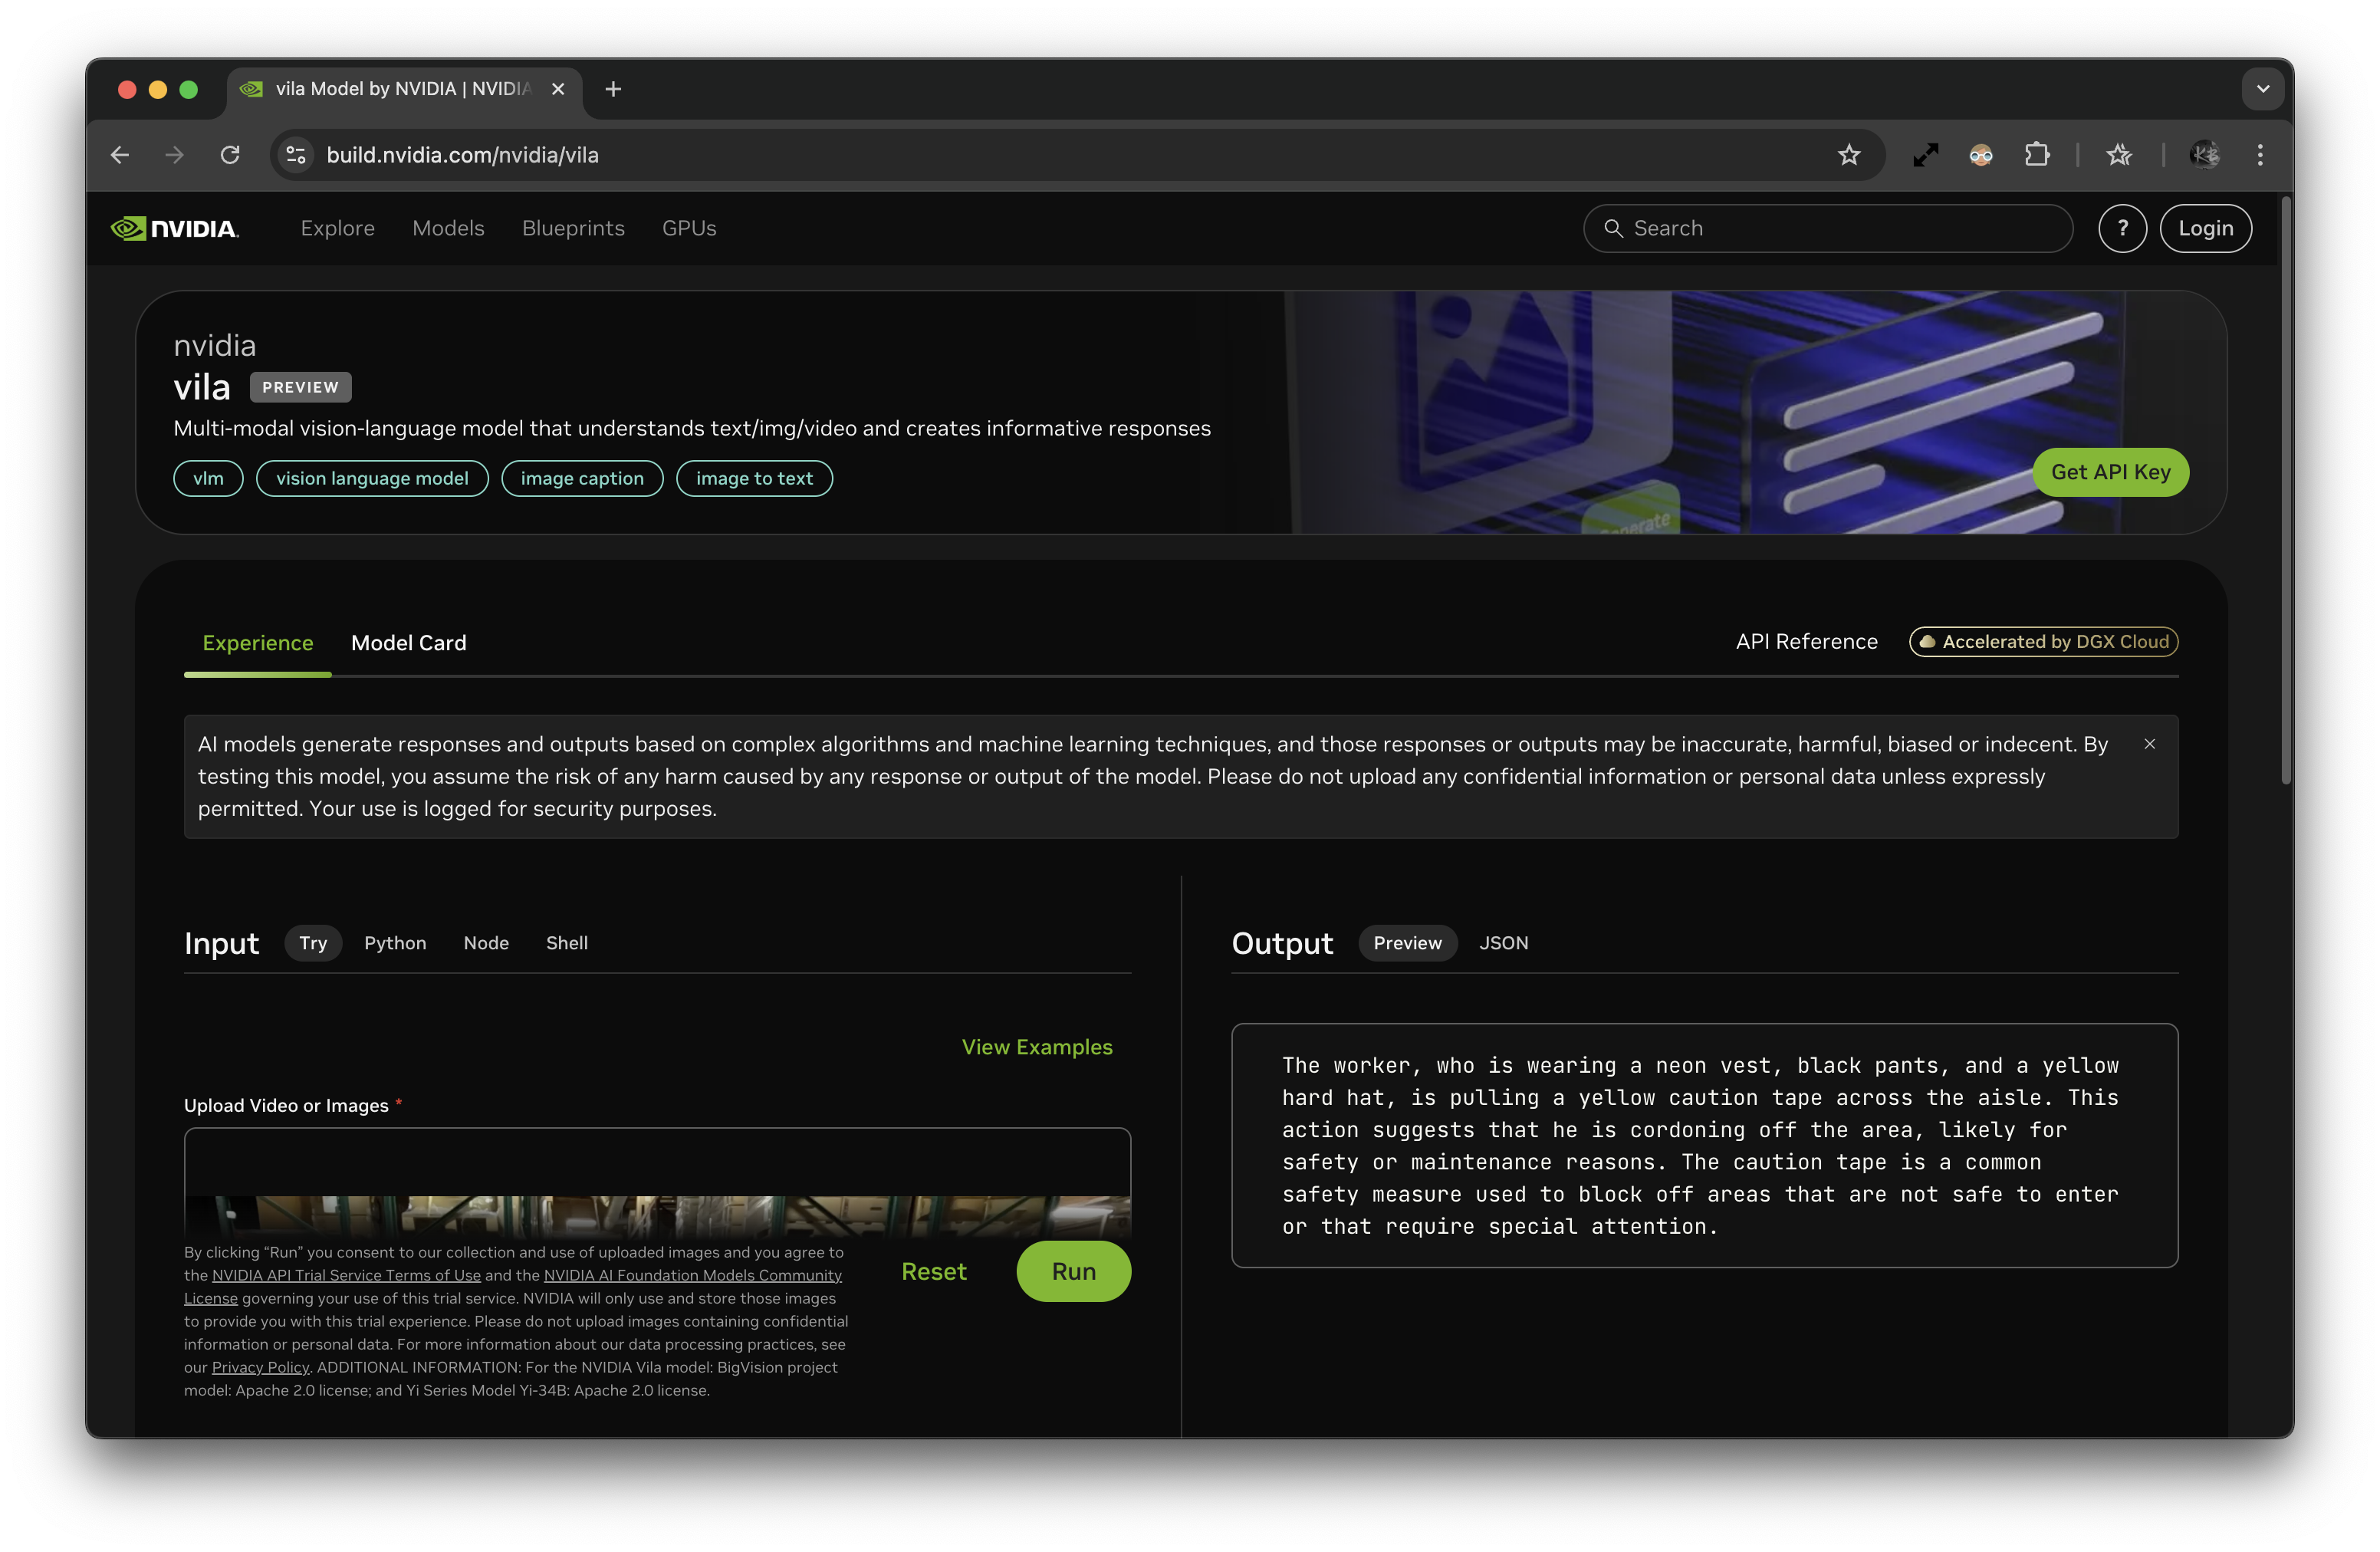 vila Model by NVIDIA | NVIDIA
build.nvidia.com/nvidia/vila
NVIDIA.
Explore
Models
Blueprints
GPUs
Search
?
Login
nvidia
vila
PREVIEW
Multi-modal vision-language model that understands text/img/video and creates informative responses
vlm
vision language model
image caption
image to text
Generate
Get API Key
Experience
Model Card
API Reference
Accelerated by DGX Cloud
AI models generate responses and outputs based on complex algorithms and machine learning techniques, and those responses or outputs may be inaccurate, harmful, biased or indecent. By
testing this model, you assume the risk of any harm caused by any response or output of the model. Please do not upload any confidential information or personal data unless expressly
permitted. Your use is logged for security purposes.
Input
Try
Python
Node
Shell
View Examples
Upload Video or Images *
By clicking “Run” you consent to our collection and use of uploaded images and you agree to
the NVIDIA API Trial Service Terms of Use and the NVIDIA AI Foundation Models Community
License governing your use of this trial service. NVIDIA will only use and store those images
to provide you with this trial experience. Please do not upload images containing confidential
information or personal data. For more information about our data processing practices, see
our Privacy Policy. ADDITIONAL INFORMATION: For the NVIDIA Vila model: BigVision project
model: Apache 2.0 license; and Yi Series Model Yi-34B: Apache 2.0 license.
Reset
Run
Output
Preview
JSON
The worker, who is wearing a neon vest, black pants, and a yellow
hard hat, is pulling a yellow caution tape across the aisle. This
action suggests that he is cordoning off the area, likely for
safety or maintenance reasons. The caution tape is a common
safety measure used to block off areas that are not safe to enter
or that require special attention.